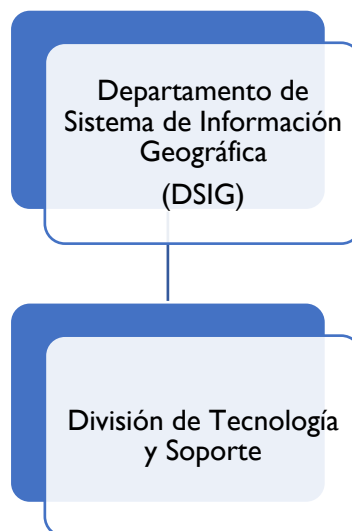 Departamento de
Sistema de Información
Geográfica
(DSIG)
División de Tecnología
y Soporte